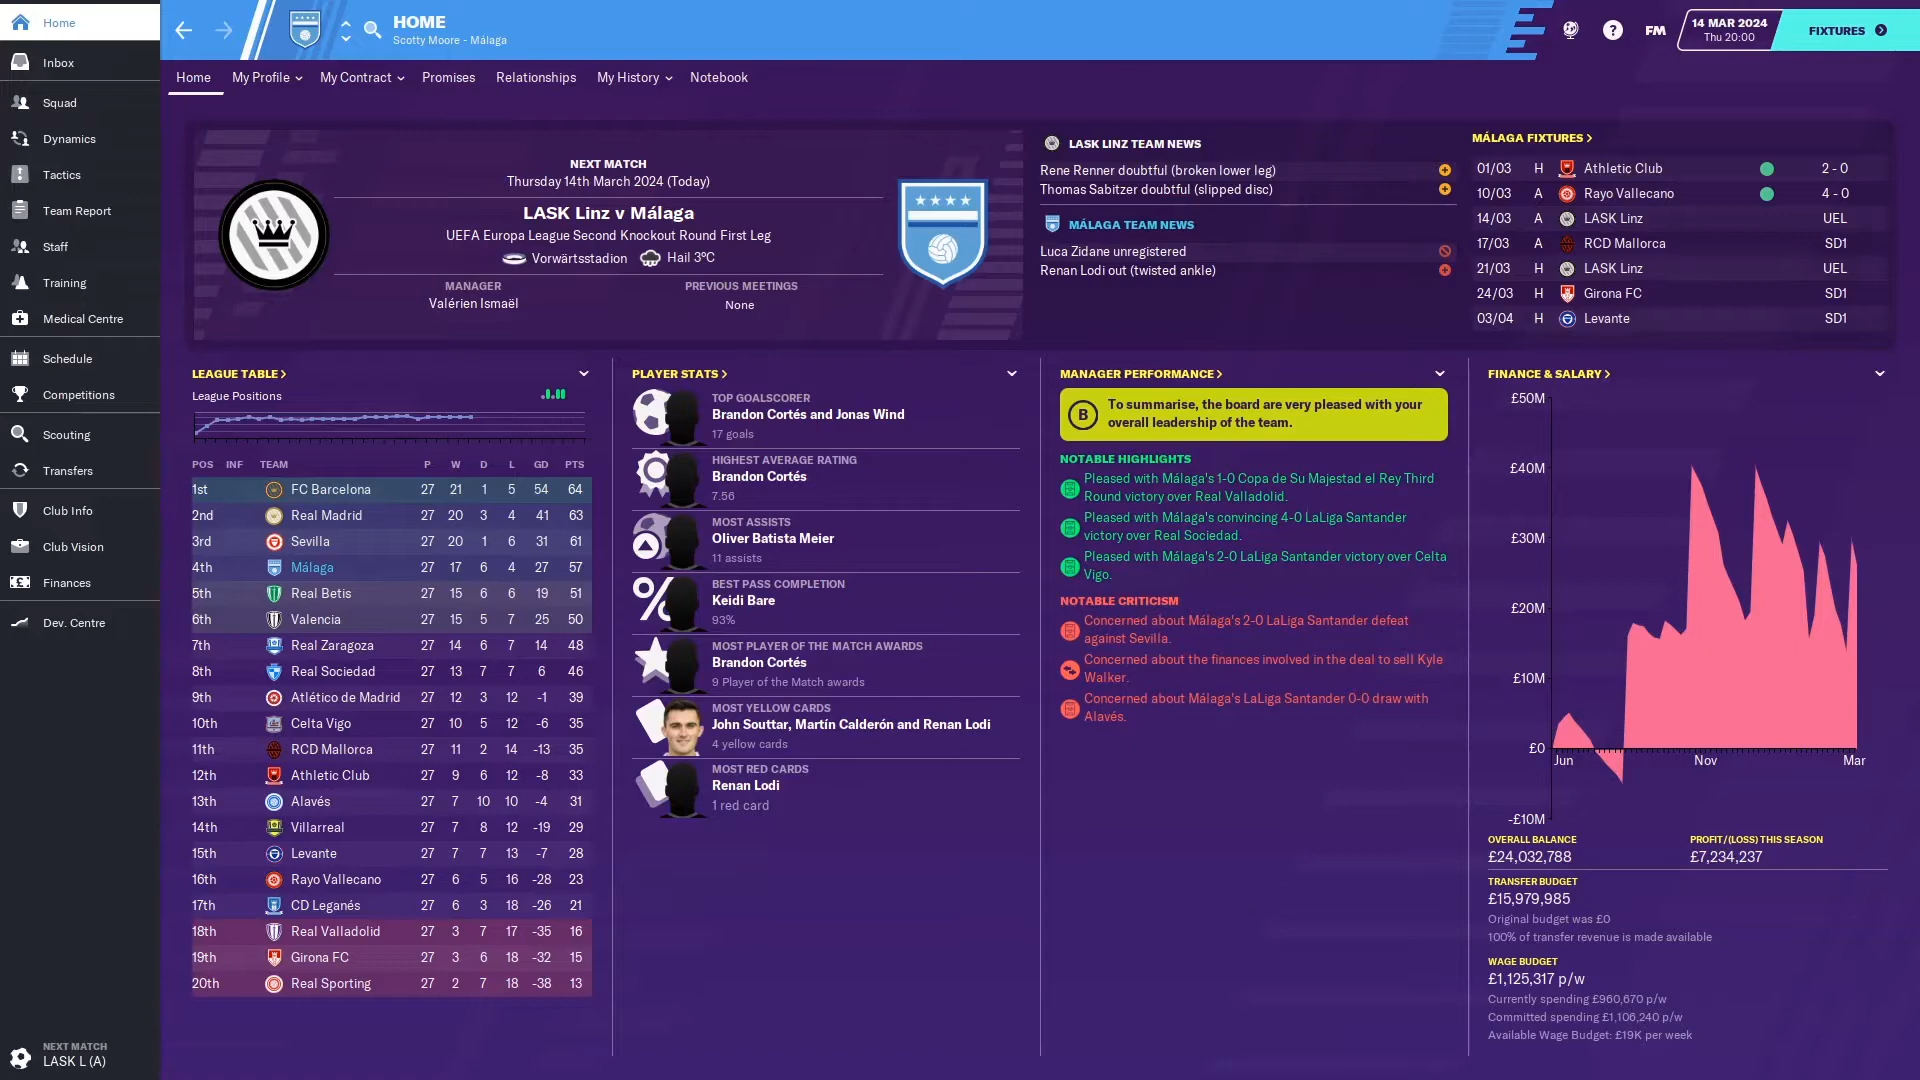 Home
Inbox
Squad
Dynamics
Tactics
Team Report
Staff
Training
Medical Centre
Schedule
Competitions
Scouting
Transfers
Club Info
Club Vision
Finances
Dev. Centre
NEXT MATCH
LASK L (A)
HOME
Scotty Moore - Málaga
?
FM
14 MAR 2024
Thu 20:00
FIXTURES
Home My Profile My Contract Promises Relationships My History Notebook
NEXT MATCH
Thursday 14th March 2024 (Today)
LASK Linz v Málaga
UEFA Europa League Second Knockout Round First Leg
Vorwärtsstadion Hail 3ºC
MANAGER
Valérien Ismaël
PREVIOUS MEETINGS
None
LASK LINZ TEAM NEWS
Rene Renner doubtful (broken lower leg)
Thomas Sabitzer doubtful (slipped disc)
MÁLAGA TEAM NEWS
Luca Zidane unregistered
Renan Lodi out (twisted ankle)
MÁLAGA FIXTURES >
01/03 H Athletic Club 2 - 0
10/03 A Rayo Vallecano 4 - 0
14/03 A LASK Linz UEL
17/03 A RCD Mallorca SD1
21/03 H LASK Linz UEL
24/03 H Girona FC SD1
03/04 H Levante SD1
LEAGUE TABLE >
League Positions
POS INF TEAM P W D L GD PTS
1st FC Barcelona 27 21 1 5 54 64
2nd Real Madrid 27 20 3 4 41 63
3rd Sevilla 27 20 1 6 31 61
4th Málaga 27 17 6 4 27 57
5th Real Betis 27 15 6 6 19 51
6th Valencia 27 15 5 7 25 50
7th Real Zaragoza 27 14 6 7 14 48
8th Real Sociedad 27 13 7 7 6 46
9th Atlético de Madrid 27 12 3 12 -1 39
10th Celta Vigo 27 10 5 12 -6 35
11th RCD Mallorca 27 11 2 14 -13 35
12th Athletic Club 27 9 6 12 -8 33
13th Alavés 27 7 10 10 -4 31
14th Villarreal 27 7 8 12 -19 29
15th Levante 27 7 7 13 -7 28
16th Rayo Vallecano 27 6 5 16 -28 23
17th CD Leganés 27 6 3 18 -26 21
18th Real Valladolid 27 3 7 17 -35 16
19th Girona FC 27 3 6 18 -32 15
20th Real Sporting 27 2 7 18 -38 13
PLAYER STATS >
TOP GOALSCORER
Brandon Cortés and Jonas Wind
17 goals
HIGHEST AVERAGE RATING
Brandon Cortés
7.56
MOST ASSISTS
Oliver Batista Meier
11 assists
BEST PASS COMPLETION
Keidi Bare
93%
MOST PLAYER OF THE MATCH AWARDS
Brandon Cortés
9 Player of the Match awards
MOST YELLOW CARDS
John Souttar, Martín Calderón and Renan Lodi
4 yellow cards
MOST RED CARDS
Renan Lodi
1 red card
MANAGER PERFORMANCE >
B
To summarise, the board are very pleased with your
overall leadership of the team.
NOTABLE HIGHLIGHTS
Pleased with Málaga's 1-0 Copa de Su Majestad el Rey Third
Round victory over Real Valladolid.
Pleased with Málaga's convincing 4-0 LaLiga Santander
victory over Real Sociedad.
Pleased with Málaga's 2-0 LaLiga Santander victory over Celta
Vigo.
NOTABLE CRITICISM
Concerned about Málaga's 2-0 LaLiga Santander defeat
against Sevilla.
Concerned about the finances involved in the deal to sell Kyle
Walker.
Concerned about Málaga's LaLiga Santander 0-0 draw with
Alavés.
FINANCE & SALARY >
£50M
£40M
£30M
£20M
£10M
£0
-£10M
Jun Nov Mar
OVERALL BALANCE
£24,032,788
PROFIT/(LOSS) THIS SEASON
£7,234,237
TRANSFER BUDGET
£15,979,985
Original budget was £0
100% of transfer revenue is made available
WAGE BUDGET
£1,125,317 p/w
Currently spending £960,670 p/w
Committed spending £1,106,240 p/w
Available Wage Budget: £19K per week